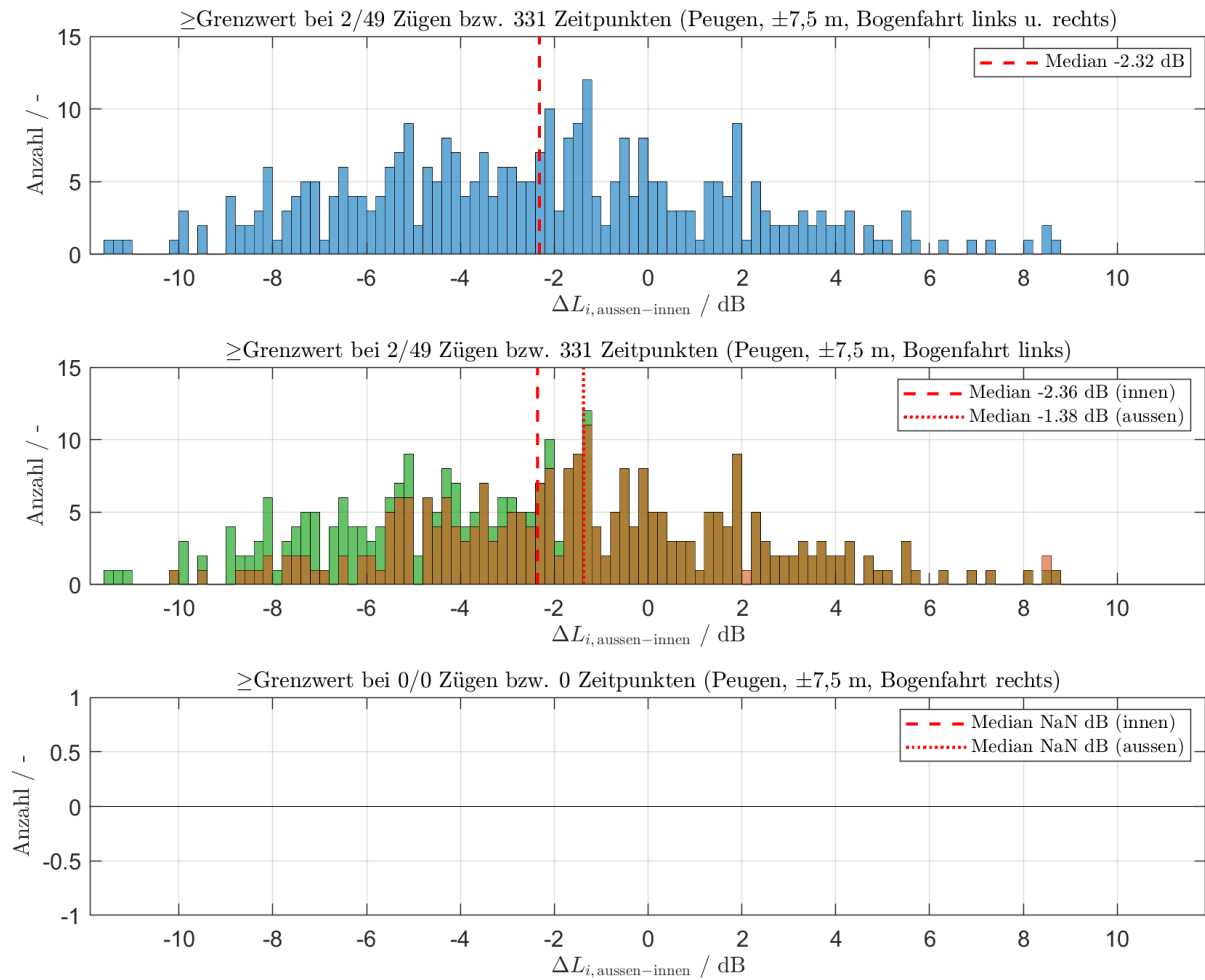 ≥Grenzwert bei 2/49 Zügen bzw. 331 Zeitpunkten (Peugen, ±7,5 m, Bogenfahrt links u. rechts)
15
10
5
0
Anzahl / -
Median -2.32 dB
-10 -8 -6 -4 -2 0 2 4 6 8 10
ΔL_{i,aussen−innen} / dB
≥Grenzwert bei 2/49 Zügen bzw. 331 Zeitpunkten (Peugen, ±7,5 m, Bogenfahrt links)
15
10
5
0
Anzahl / -
Median -2.36 dB (innen)
Median -1.38 dB (aussen)
-10 -8 -6 -4 -2 0 2 4 6 8 10
ΔL_{i,aussen−innen} / dB
≥Grenzwert bei 0/0 Zügen bzw. 0 Zeitpunkten (Peugen, ±7,5 m, Bogenfahrt rechts)
1
0.5
0
-0.5
-1
Anzahl / -
Median NaN dB (innen)
Median NaN dB (aussen)
-10 -8 -6 -4 -2 0 2 4 6 8 10
ΔL_{i,aussen−innen} / dB